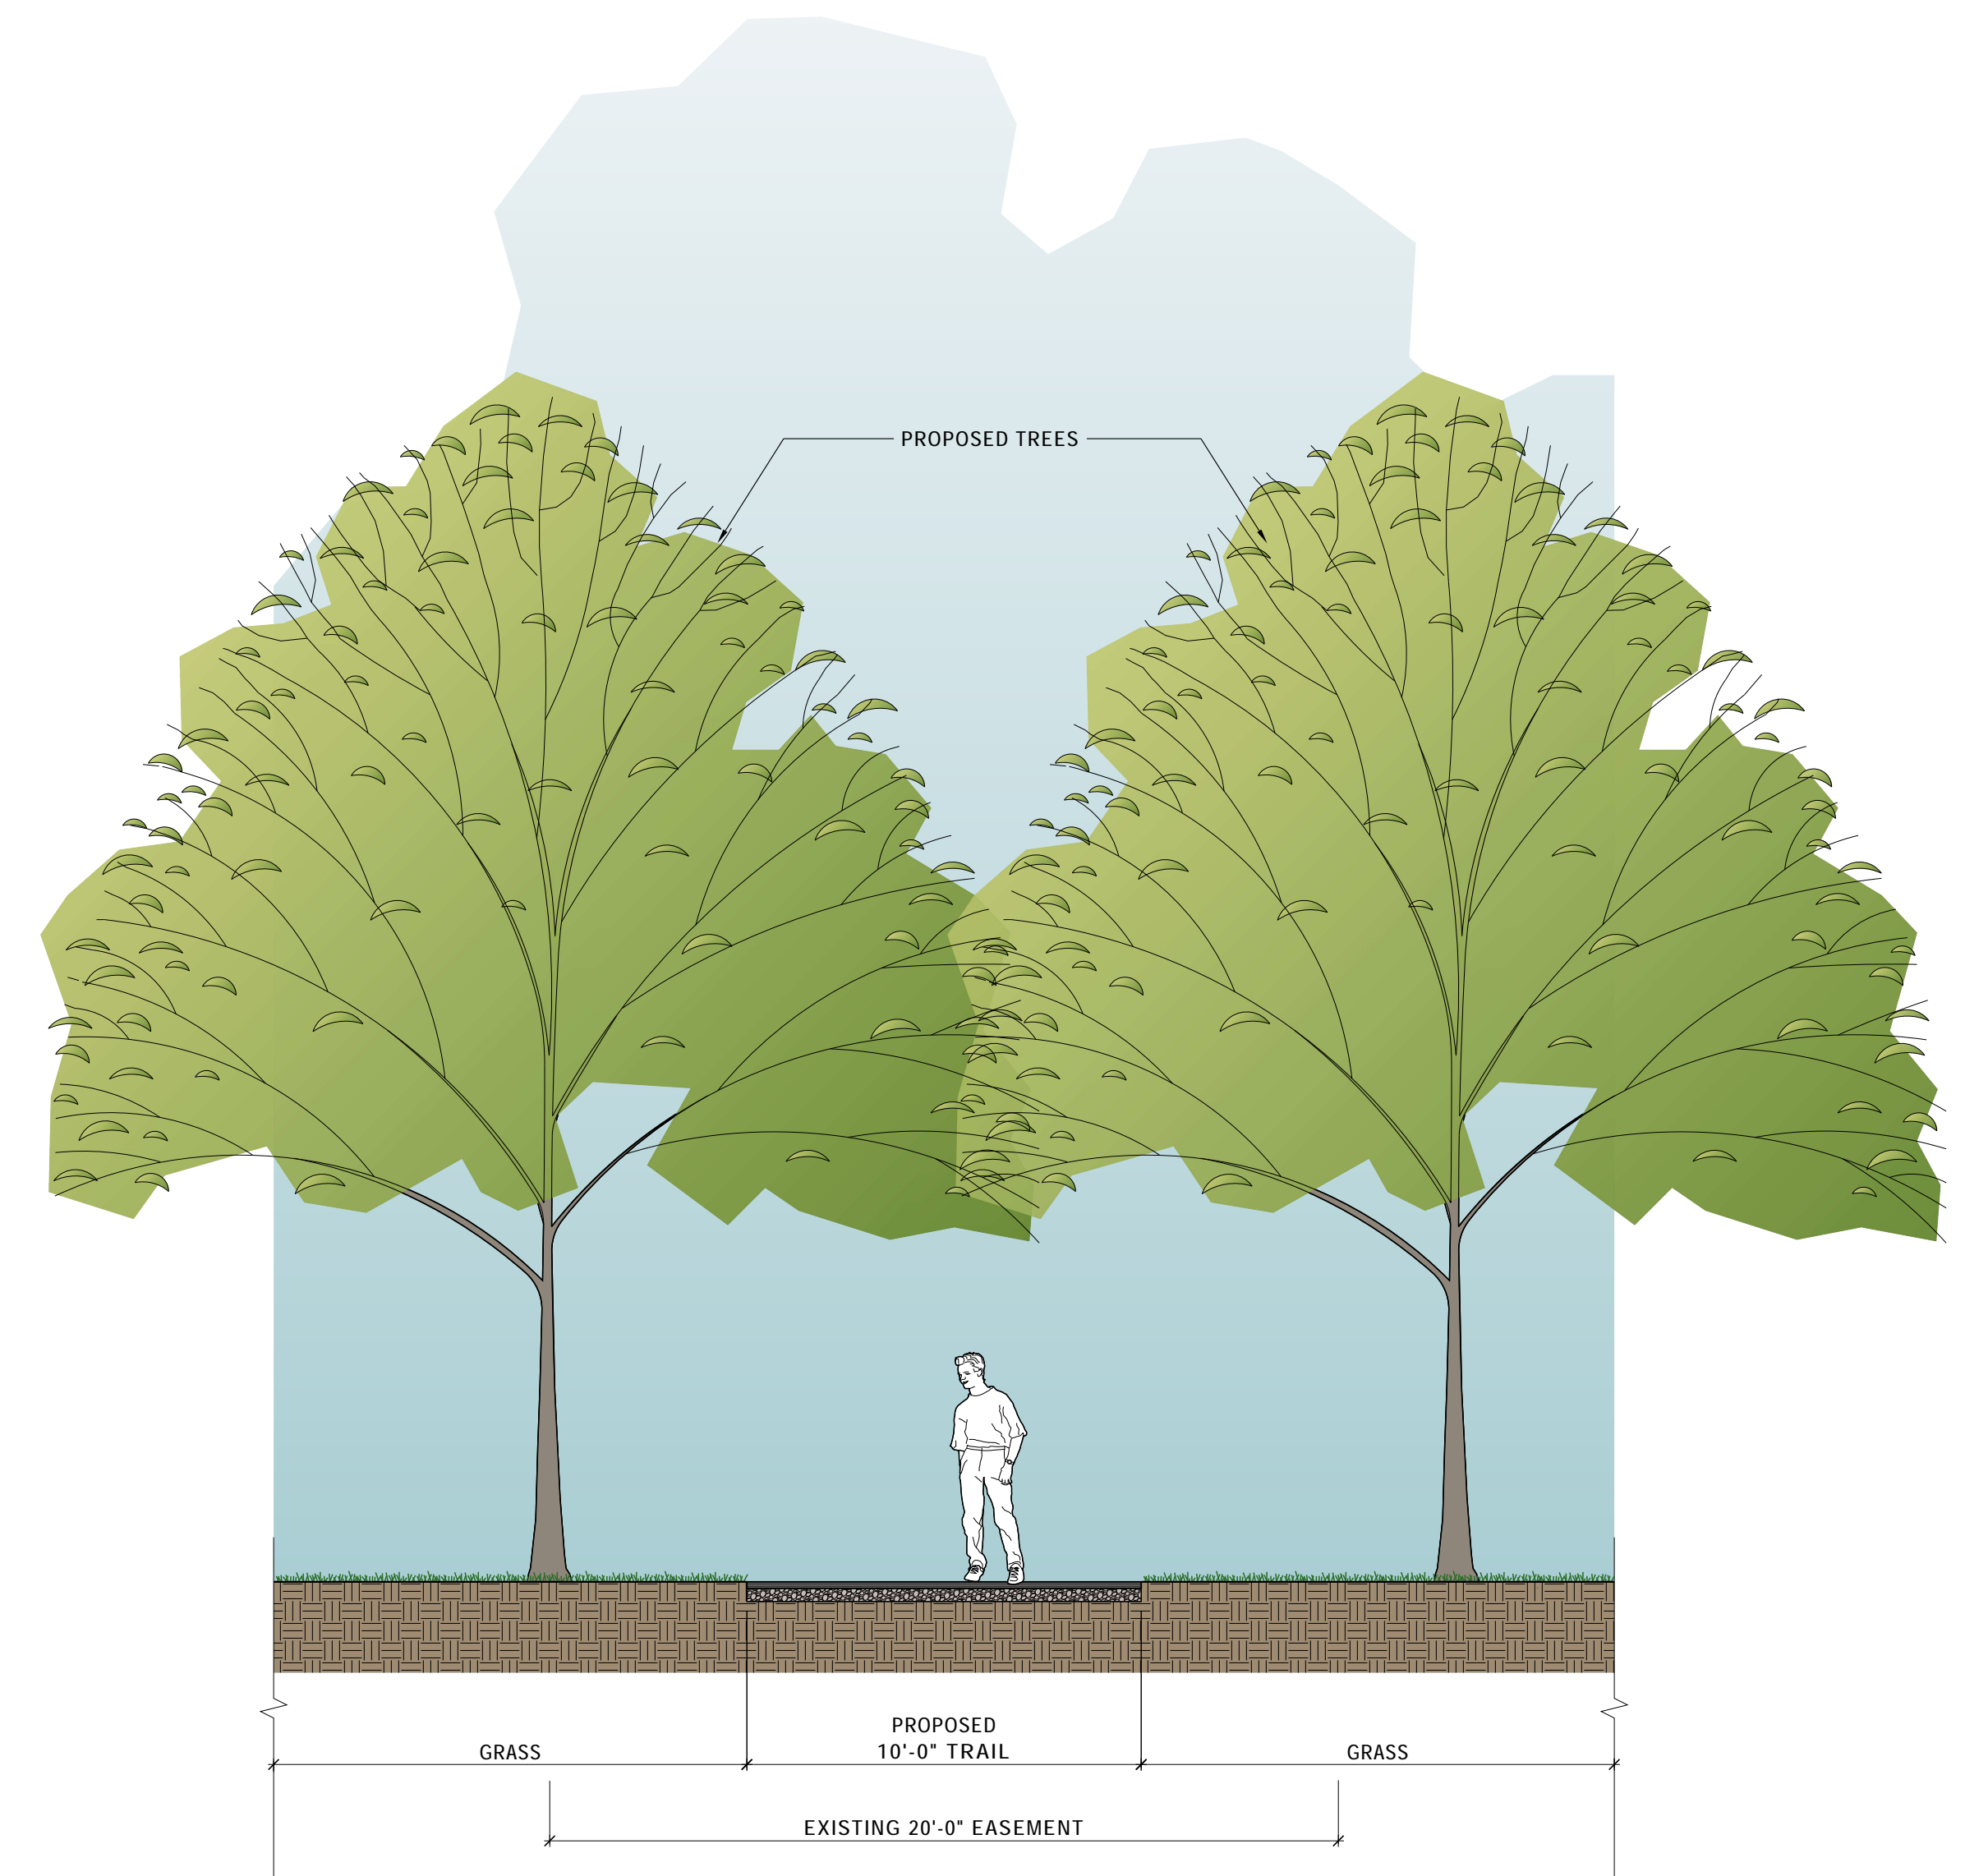 PROPOSED TREES
PROPOSED
GRASS
10'-0" TRAIL
GRASS
EXISTING 20'-0" EASEMENT